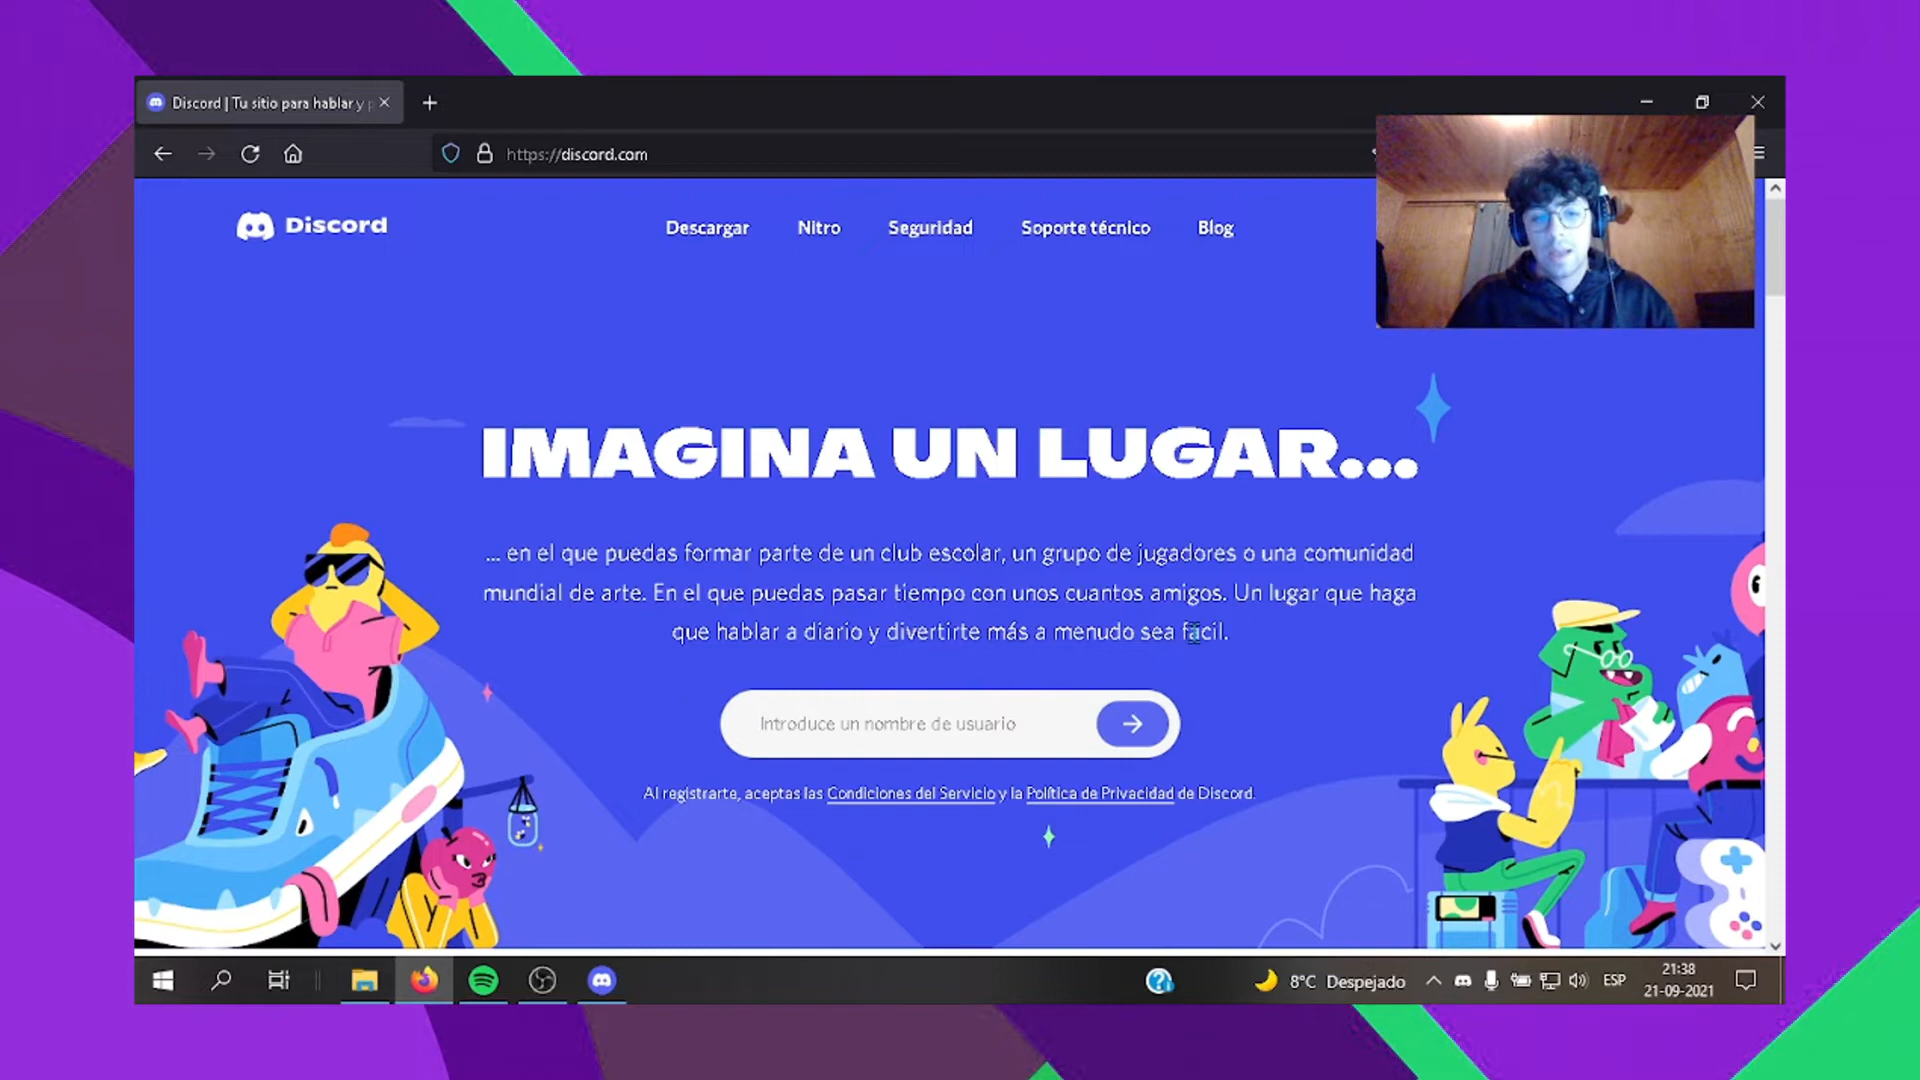 Discord | Tu sitio para hablar y p
https://discord.com
Discord
Descargar
Nitro
Seguridad
Soporte técnico
Blog
IMAGINA UN LUGAR...
... en el que puedas formar parte de un club escolar, un grupo de jugadores o una comunidad
mundial de arte. En el que puedas pasar tiempo con unos cuantos amigos. Un lugar que haga
que hablar a diario y divertirte más a menudo sea fácil.
Introduce un nombre de usuario
Al registrarte, aceptas las Condiciones del Servicio y la Política de Privacidad de Discord.
8°C Despejado
ESP
21:38
21-09-2021